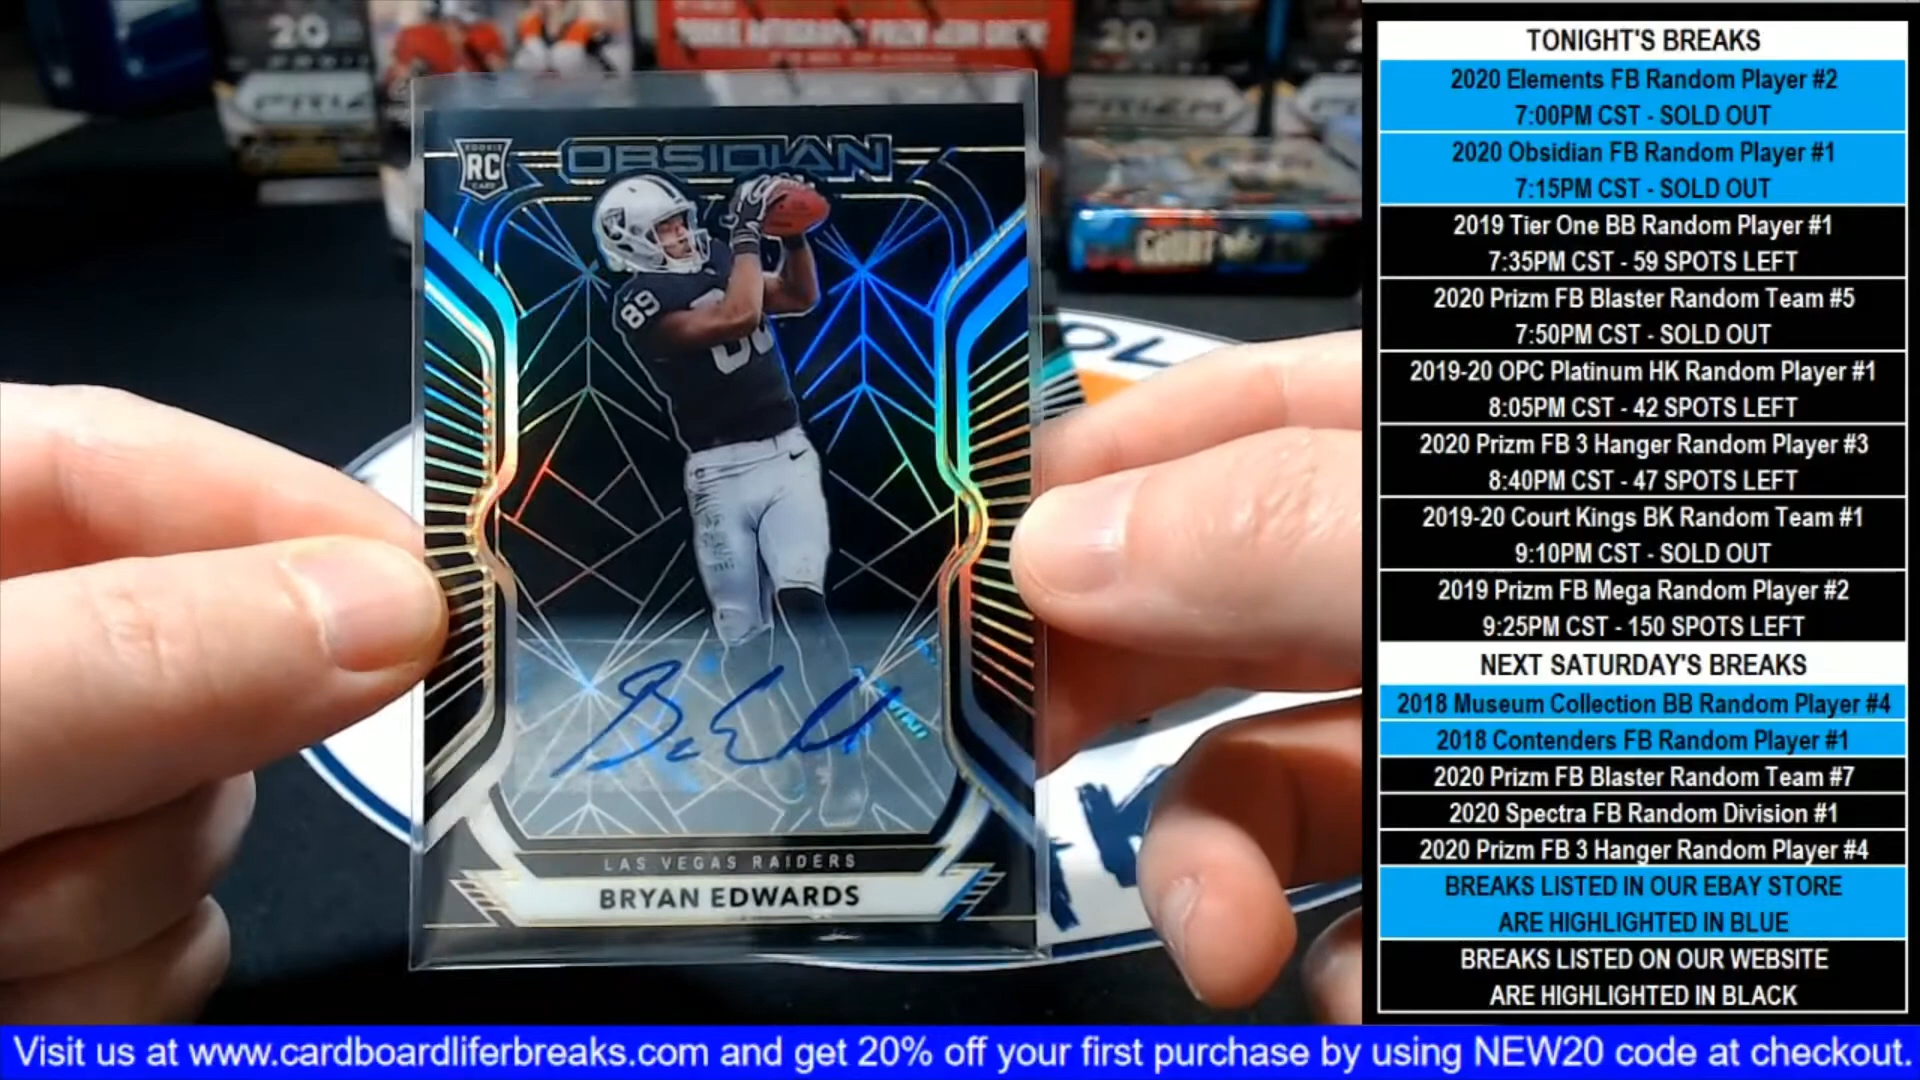 20
PRIZM
20
PRIZM
COURT
ROOKIE
RC
CARD
OBSIDIAN
89
LAS VEGAS RAIDERS
BRYAN EDWARDS
TONIGHT'S BREAKS
2020 Elements FB Random Player #2
7:00PM CST - SOLD OUT
2020 Obsidian FB Random Player #1
7:15PM CST - SOLD OUT
2019 Tier One BB Random Player #1
7:35PM CST - 59 SPOTS LEFT
2020 Prizm FB Blaster Random Team #5
7:50PM CST - SOLD OUT
2019-20 OPC Platinum HK Random Player #1
8:05PM CST - 42 SPOTS LEFT
2020 Prizm FB 3 Hanger Random Player #3
8:40PM CST - 47 SPOTS LEFT
2019-20 Court Kings BK Random Team #1
9:10PM CST - SOLD OUT
2019 Prizm FB Mega Random Player #2
9:25PM CST - 150 SPOTS LEFT
NEXT SATURDAY'S BREAKS
2018 Museum Collection BB Random Player #4
2018 Contenders FB Random Player #1
2020 Prizm FB Blaster Random Team #7
2020 Spectra FB Random Division #1
2020 Prizm FB 3 Hanger Random Player #4
BREAKS LISTED IN OUR EBAY STORE
ARE HIGHLIGHTED IN BLUE
BREAKS LISTED ON OUR WEBSITE
ARE HIGHLIGHTED IN BLACK
Visit us at www.cardboardliferbreaks.com and get 20% off your first purchase by using NEW20 code at checkout.